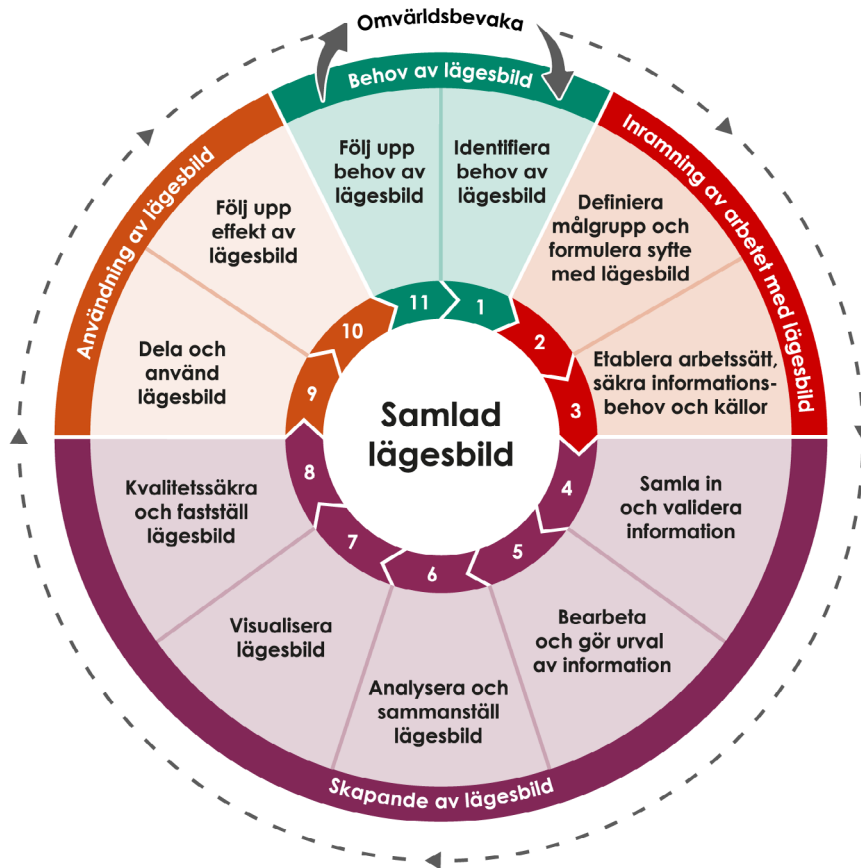 Omvärldsbevaka
Behov av lägesbild
Inramning av arbetet med lägesbild
Skapande av lägesbild
Användning av lägesbild
Identifiera
behov av
lägesbild
1
Definiera
målgrupp och
formulera syfte
med lägesbild
2
Etablera arbetssätt,
säkra informations-
behov och källor
3
Samla in
och validera
information
4
Bearbeta
och gör urval
av information
5
Analysera och
sammanställ
lägesbild
6
Visualisera
lägesbild
7
Kvalitetssäkra
och fastställ
lägesbild
8
Dela och
använd
lägesbild
9
Följ upp
effekt av
lägesbild
10
Följ upp
behov av
lägesbild
11
Samlad
lägesbild